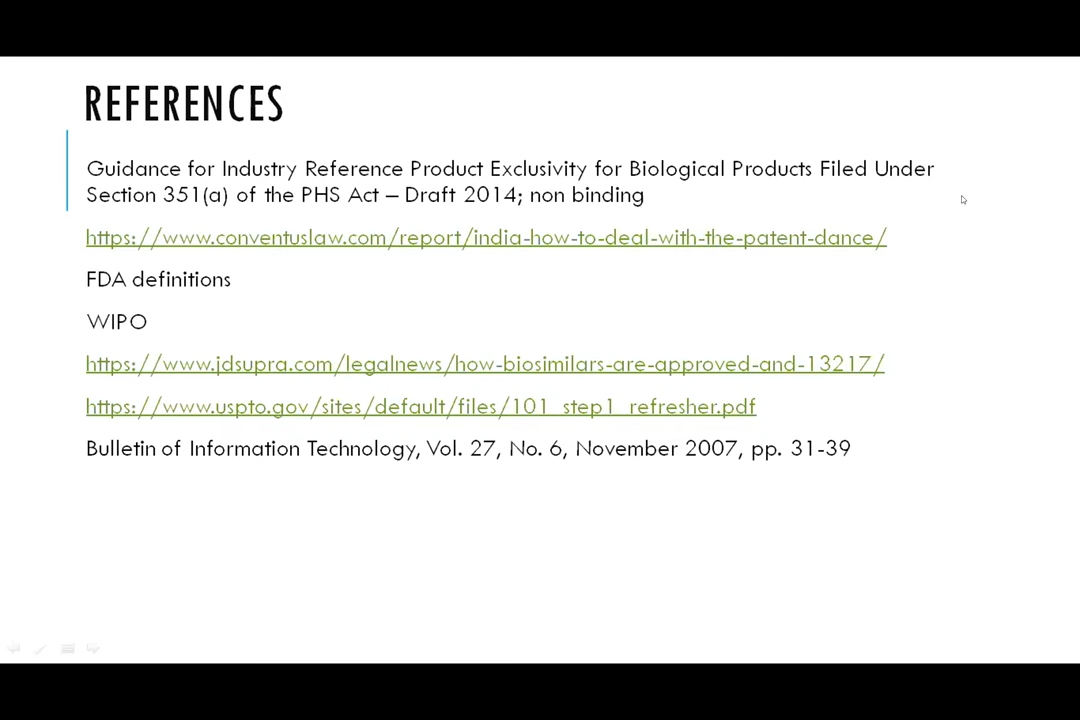 REFERENCES
Guidance for Industry Reference Product Exclusivity for Biological Products Filed Under
Section 351(a) of the PHS Act – Draft 2014; non binding
https://www.conventuslaw.com/report/india-how-to-deal-with-the-patent-dance/
FDA definitions
WIPO
https://www.jdsupra.com/legalnews/how-biosimilars-are-approved-and-13217/
https://www.uspto.gov/sites/default/files/101_step1_refresher.pdf
Bulletin of Information Technology, Vol. 27, No. 6, November 2007, pp. 31-39